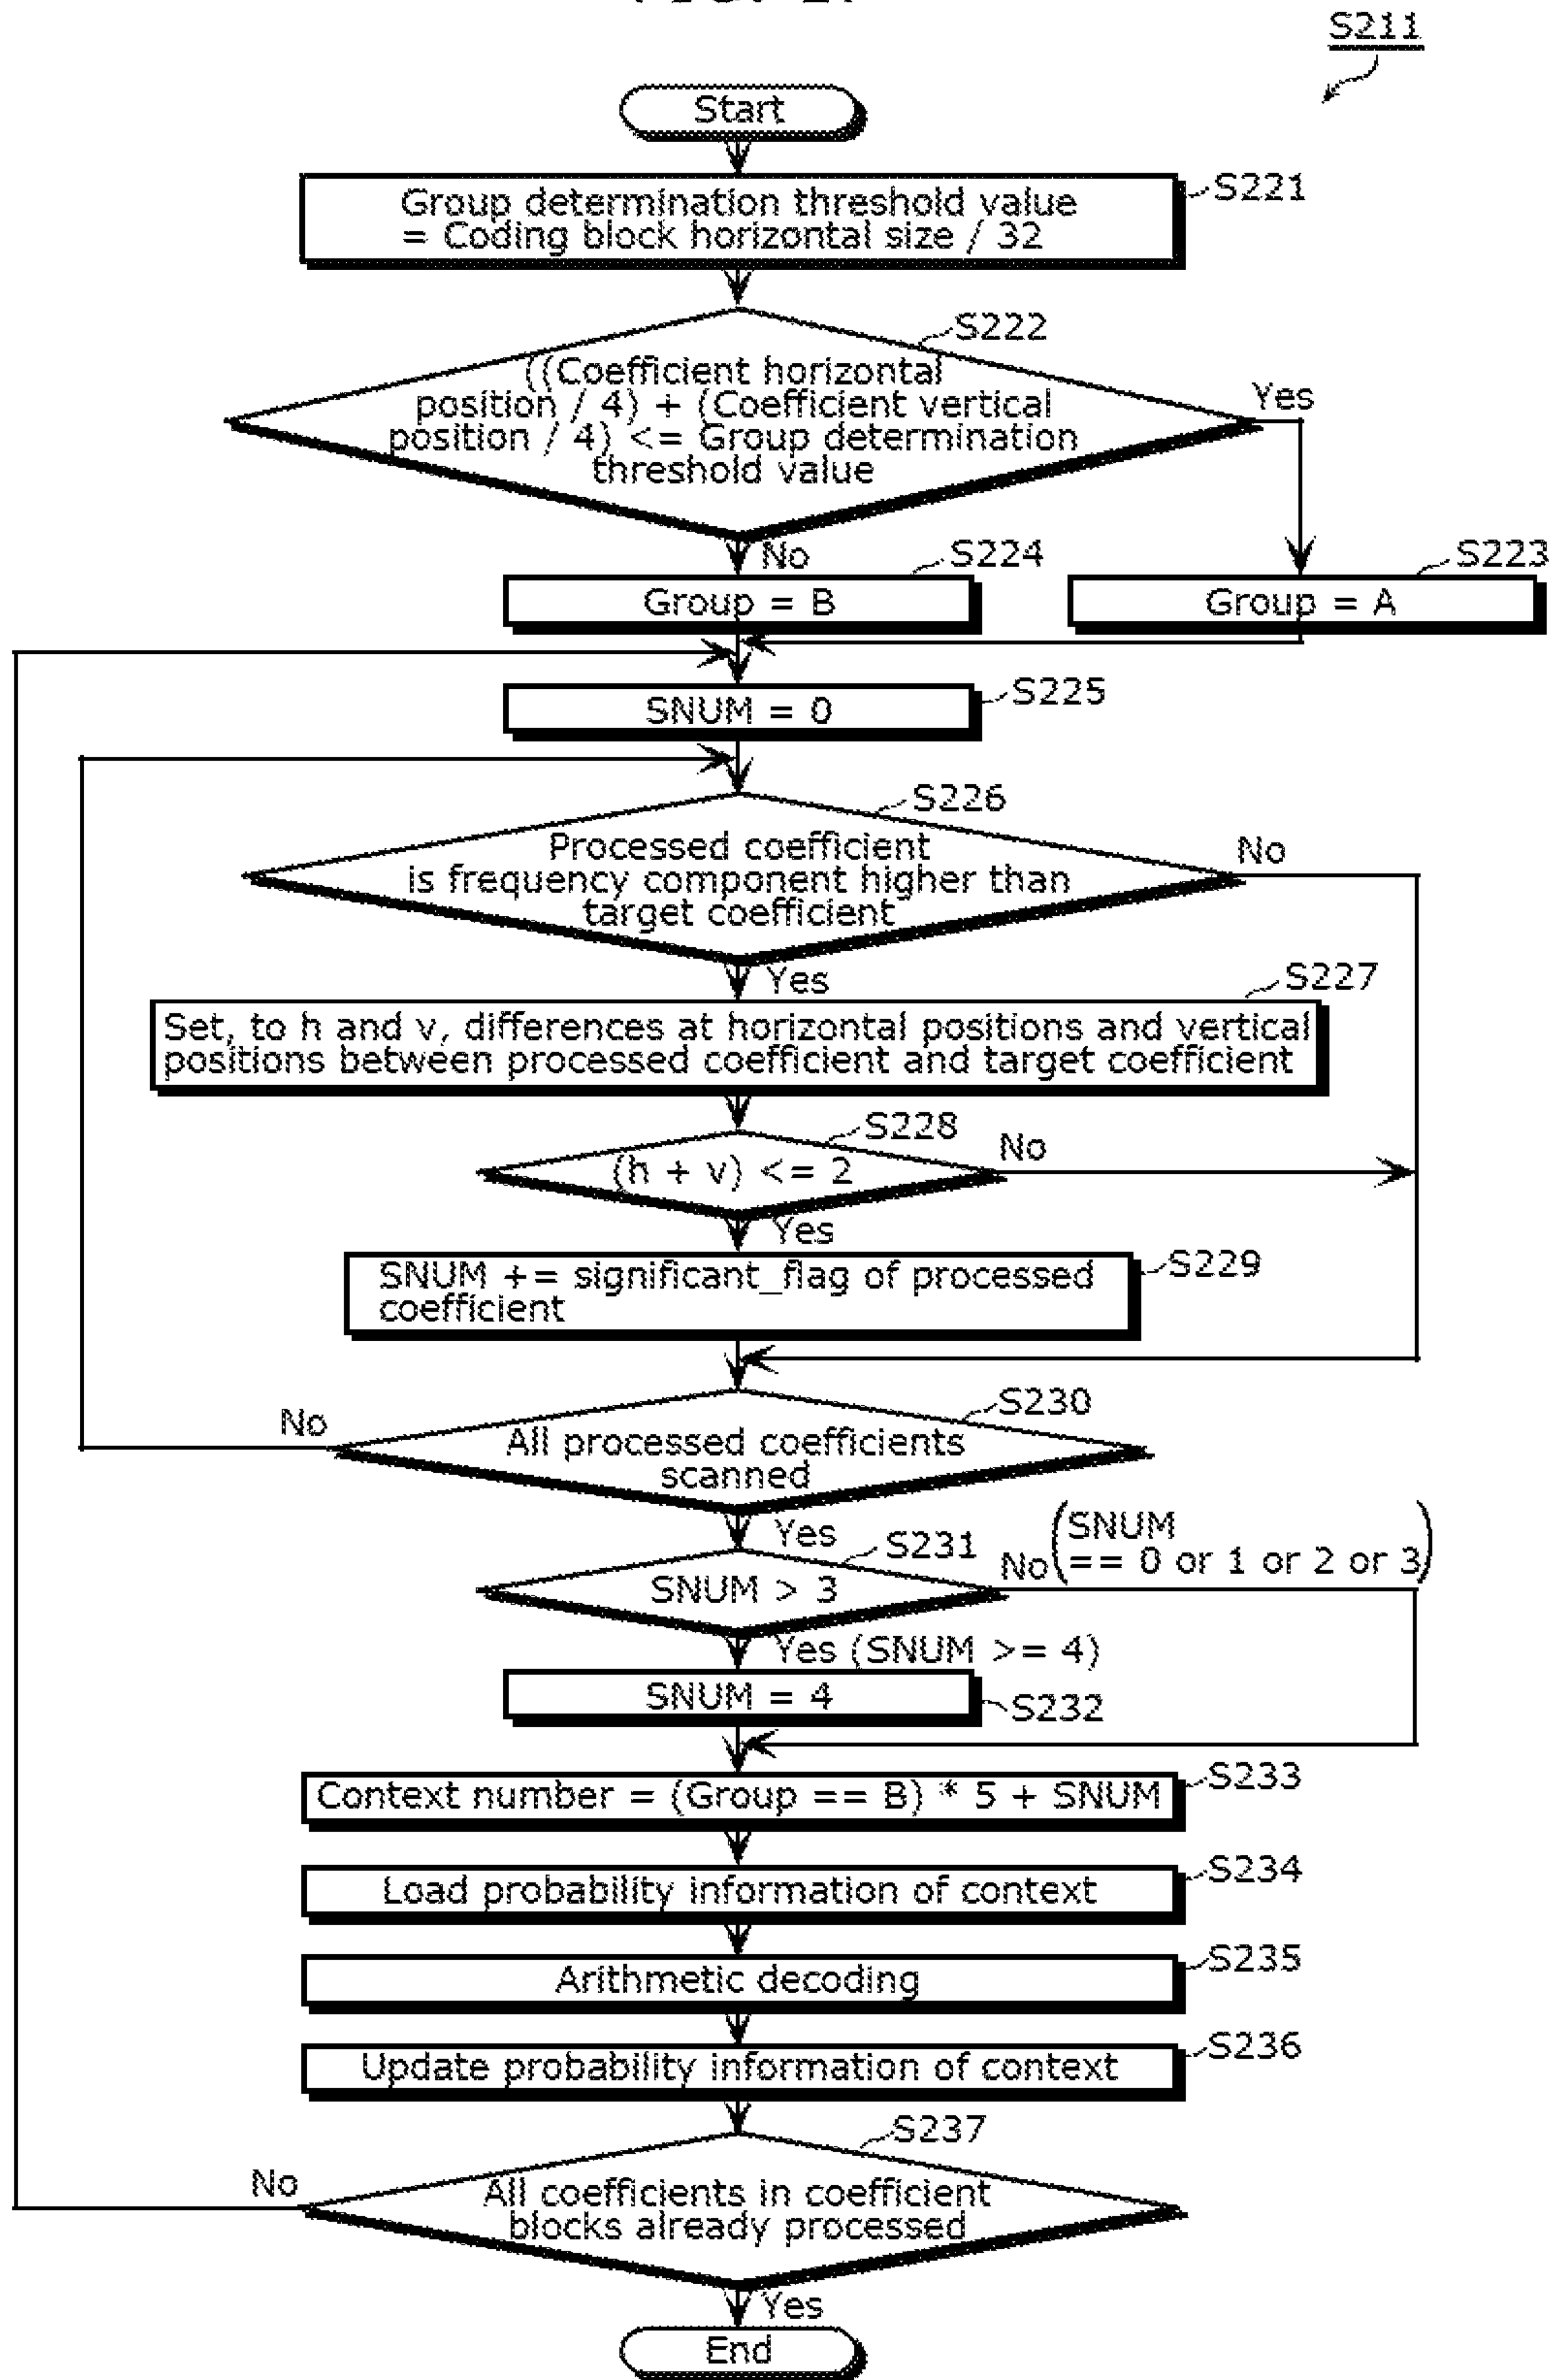 S211
Start
Group determination threshold value
= Coding block horizontal size / 32
S221
S222
((Coefficient horizontal
position / 4) + (Coefficient vertical
position / 4) <= Group determination
threshold value
Yes
No
S224
Group = B
S223
Group = A
SNUM = 0
S225
S226
Processed coefficient
is frequency component higher than
target coefficient
No
Yes
S227
Set, to h and v, differences at horizontal positions and vertical
positions between processed coefficient and target coefficient
S228
(h + v) <= 2
No
Yes
SNUM += significant_flag of processed
coefficient
S229
S230
No
All processed coefficients
scanned
Yes
S231
SNUM > 3
No (SNUM
== 0 or 1 or 2 or 3)
Yes (SNUM >= 4)
SNUM = 4
S232
Context number = (Group == B) * 5 + SNUM
S233
Load probability information of context
S234
Arithmetic decoding
S235
Update probability information of context
S236
S237
No
All coefficients in coefficient
blocks already processed
Yes
End